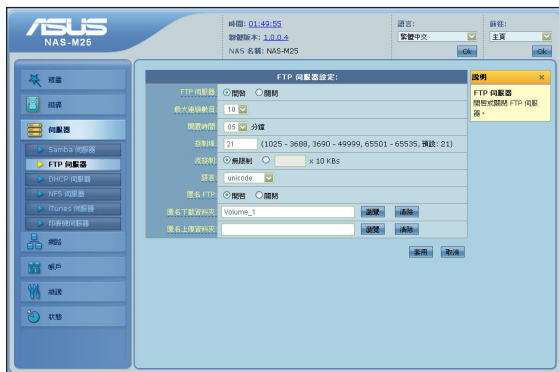 ASUS
NAS-M25
時間: 01:49:55
韌體版本: 1.0.0.4
NAS 名稱: NAS-M25
語言:
繁體中文
Ok
前往:
主頁
Ok
精靈
磁碟
伺服器
Samba 伺服器
FTP 伺服器
DHCP 伺服器
NFS 伺服器
iTunes 伺服器
印表機伺服器
網路
帳戶
維護
狀態
FTP 伺服器設定:
FTP 伺服器: 開啟 關閉
最大連線數目: 10
閒置時間: 05 分鐘
控制埠: 21 (1025 - 3688, 3690 - 49999, 65501 - 65535, 預設: 21)
流控制: 無限制 x 10 KBs
語言: unicode
匿名 FTP: 開啟 關閉
匿名下載資料夾: Volume_1 瀏覽 清除
匿名上傳資料夾: 瀏覽 清除
套用 取消
說明 ×
FTP 伺服器
開啟或關閉 FTP 伺服
器。